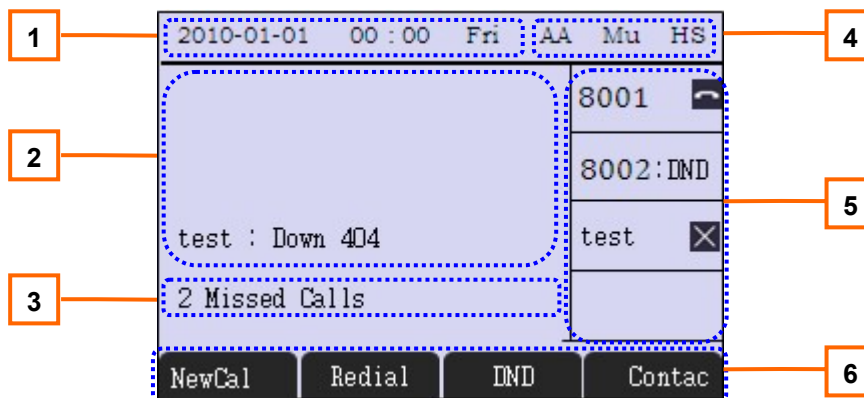 1
2010-01-01 00:00 Fri AA Mu HS
4
8001
2
8002:DND
5
test : Down 404
test
3
2 Missed Calls
NewCal Redial DND Contac
6